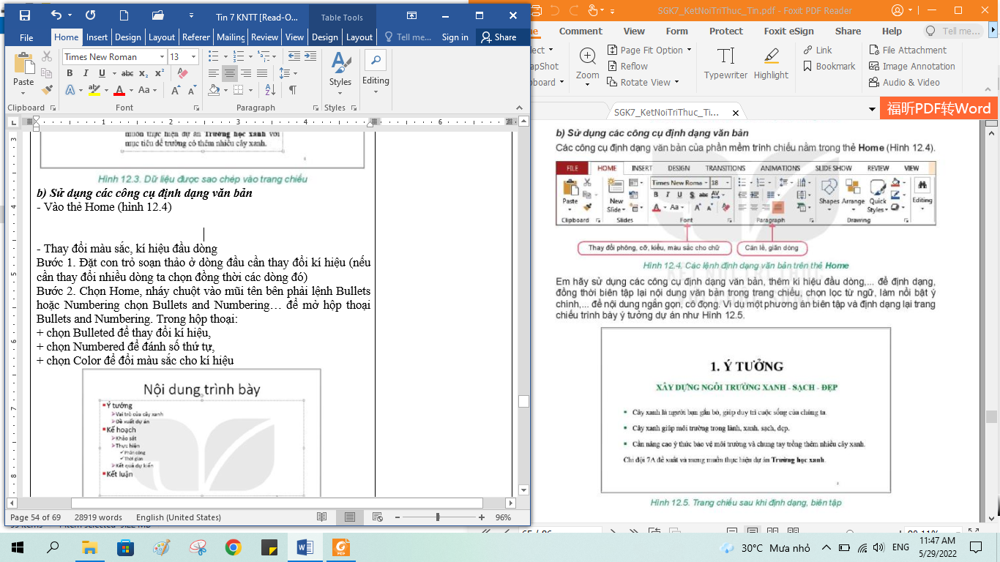 Tin 7 KNTT [Read-O...
Table Tools
File
Home
Insert
Design
Layout
Referer
Mailing
Review
View
Design
Layout
Tell me...
Sign in
Share
Paste
Times New Roman
13
Styles
Editing
Clipboard
Font
Paragraph
Styles
muốn thực hiện dự án Trường học xanh với
mục tiêu để trường có thêm nhiều cây xanh.
Hình 12.3. Dữ liệu được sao chép vào trang chiếu
b) Sử dụng các công cụ định dạng văn bản
- Vào thẻ Home (hình 12.4)
- Thay đổi màu sắc, kí hiệu đầu dòng
Bước 1. Đặt con trỏ soạn thảo ở dòng đầu cần thay đổi kí hiệu (nếu
cần thay đổi nhiều dòng ta chọn đồng thời các dòng đó)
Bước 2. Chọn Home, nháy chuột vào mũi tên bên phải lệnh Bullets
hoặc Numbering chọn Bullets and Numbering… để mở hộp thoại
Bullets and Numbering. Trong hộp thoại:
+ chọn Bulleted để thay đổi kí hiệu,
+ chọn Numbered để đánh số thứ tự,
+ chọn Color để đổi màu sắc cho kí hiệu
Nội dung trình bày
Ý tưởng
Vai trò của cây xanh
Đề xuất dự án
Kế hoạch
Khảo sát
Thực hiện
Phân công
Thời gian
Kết quả dự kiến
Kết luận
Page 54 of 69
28919 words
English (United States)
96%
SGK7_KetNoiTriThuc_Tin.pdf - Foxit PDF Reader
Comment
View
Form
Protect
Foxit eSign
Share
Help
Tell me...
Zoom
Page Fit Option
Reflow
Rotate View
Typewriter
Highlight
Link
Bookmark
File Attachment
Image Annotation
Audio & Video
SGK7_KetNoiTriThuc_Ti...
福昕PDF转Word
b) Sử dụng các công cụ định dạng văn bản
Các công cụ định dạng văn bản của phần mềm trình chiếu nằm trong thẻ Home (Hình 12.4).
FILE
HOME
INSERT
DESIGN
TRANSITIONS
ANIMATIONS
SLIDE SHOW
REVIEW
VIEW
Paste
New
Slide
Times New Roma
18
Shapes
Arrange
Quick
Styles
Editing
Clipboard
Slides
Font
Paragraph
Drawing
Thay đổi phông, cỡ, kiểu, màu sắc cho chữ
Căn lề, giãn dòng
Hình 12.4. Các lệnh định dạng văn bản trên thẻ Home
Em hãy sử dụng các công cụ định dạng văn bản, thêm kí hiệu đầu dòng,... để định dạng,
đồng thời biên tập lại nội dung văn bản trong trang chiếu, chọn lọc từ ngữ, làm nổi bật ý
chính,... để nội dung ngắn gọn, cô đọng. Ví dụ một phương án biên tập và định dạng lại trang
chiếu trình bày ý tưởng dự án như Hình 12.5.
1. Ý TƯỞNG
XÂY DỰNG NGÔI TRƯỜNG XANH - SẠCH - ĐẸP
Cây xanh là người bạn gắn bó, giúp duy trì cuộc sống của chúng ta.
Cây xanh giúp môi trường trong lành, xanh, sạch, đẹp.
Cần nâng cao ý thức bảo vệ môi trường và chung tay trồng thêm nhiều cây xanh.
Chi đội 7A đề xuất và mong muốn thực hiện dự án Trường học xanh.
Hình 12.5. Trang chiếu sau khi định dạng, biên tập
30°C Mưa nhỏ
ENG
11:47 AM
5/29/2022